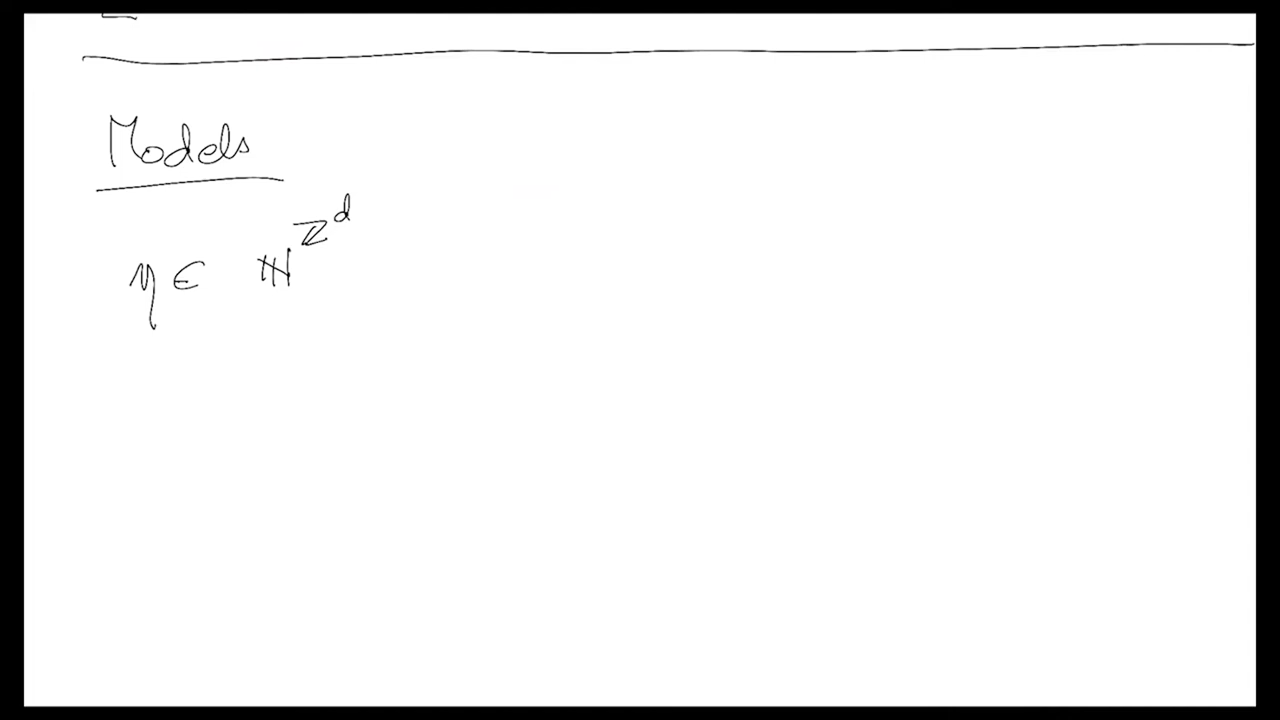 Models
η ∈ ℕ^ℤ^d